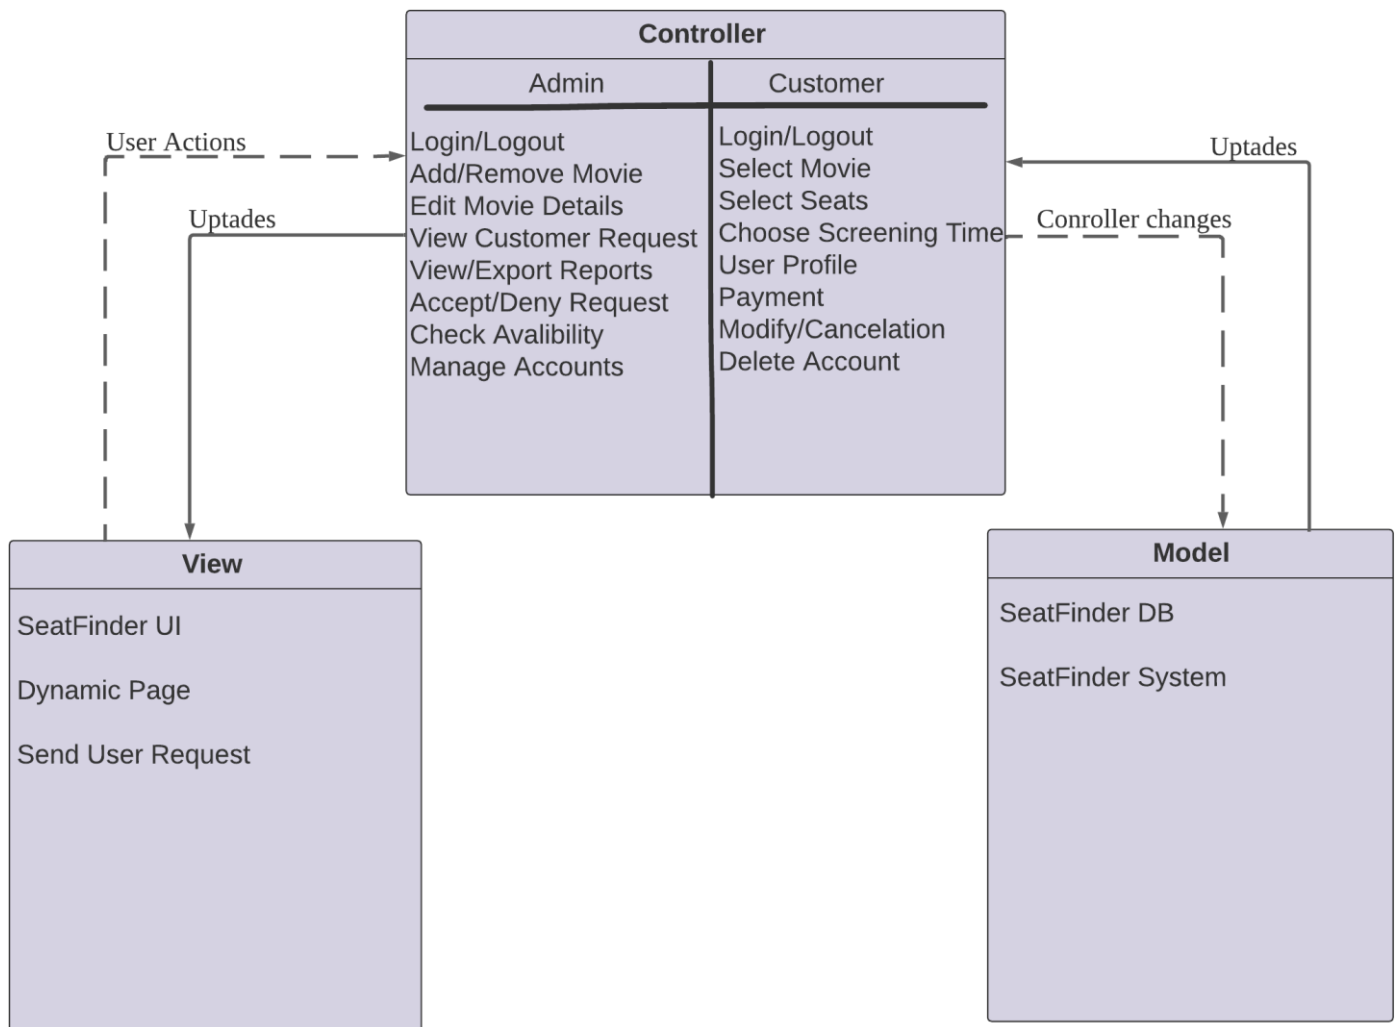 Controller
Admin
Customer
Login/Logout
Add/Remove Movie
Edit Movie Details
View Customer Request
View/Export Reports
Accept/Deny Request
Check Avalibility
Manage Accounts
Login/Logout
Select Movie
Select Seats
Choose Screening Time
User Profile
Payment
Modify/Cancelation
Delete Account
User Actions
Uptades
Uptades
Conroller changes
View
SeatFinder UI
Dynamic Page
Send User Request
Model
SeatFinder DB
SeatFinder System